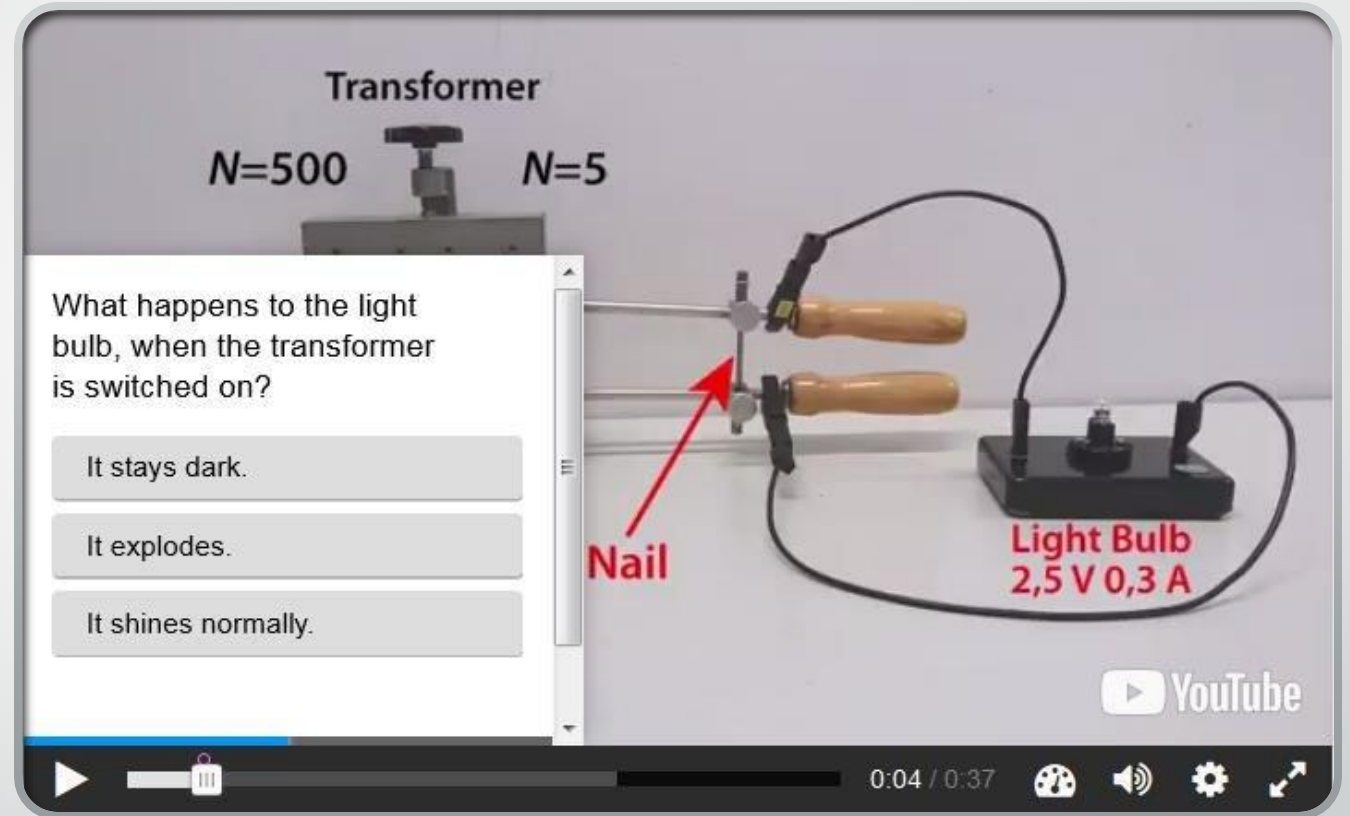 Transformer
N=500 N=5
What happens to the light
bulb, when the transformer
is switched on?
It stays dark.
It explodes.
It shines normally.
Nail
Light Bulb
2,5 V 0,3 A
YouTube
0:04 / 0:37